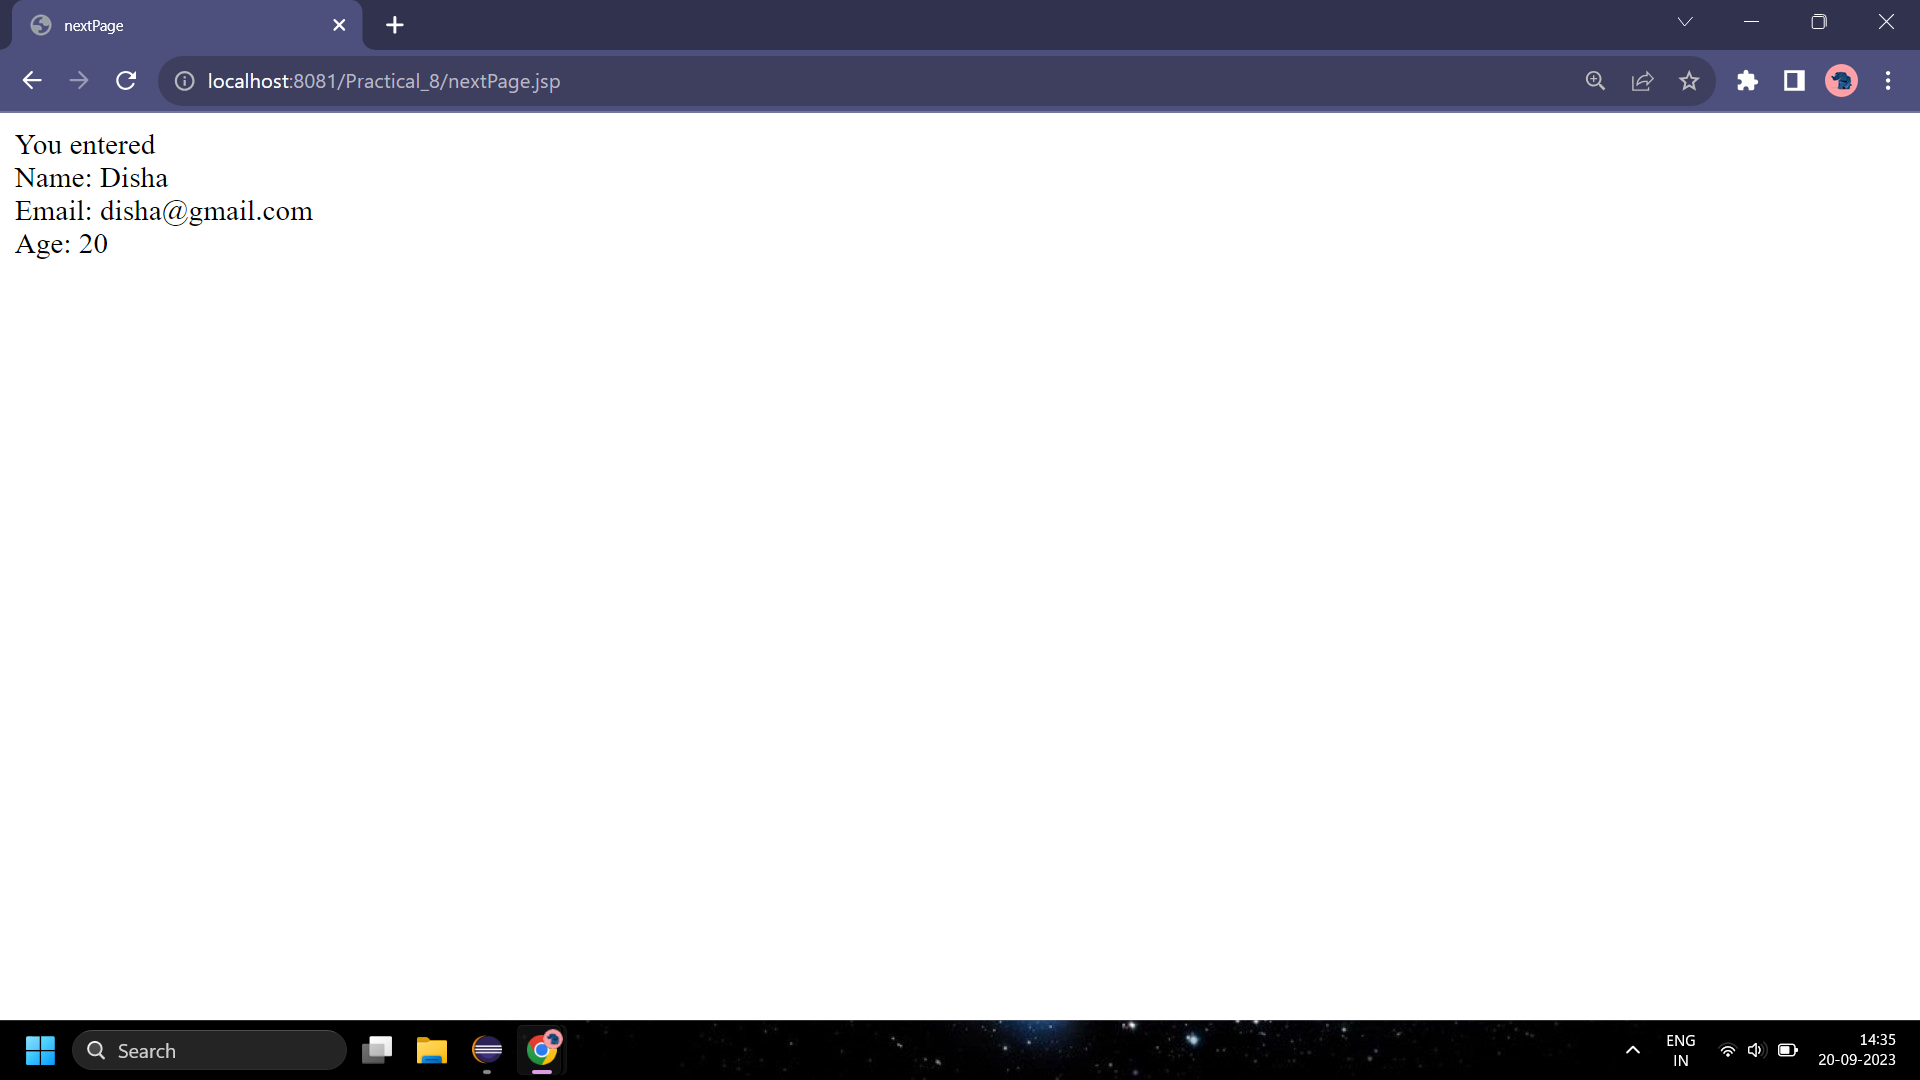 nextPage
localhost:8081/Practical_8/nextPage.jsp
You entered
Name: Disha
Email: disha@gmail.com
Age: 20
Search
ENG
IN
14:35
20-09-2023